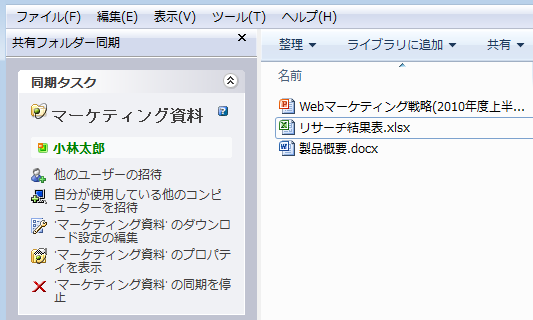 ファイル(F) 編集(E) 表示(V) ツール(T) ヘルプ(H)
共有フォルダー同期
整理 ライブラリに追加 共有
同期タスク
名前
マーケティング資料
小林太郎
他のユーザーの招待
自分が使用している他のコンピ
ューターを招待
'マーケティング資料' のダウンロ
ード設定の編集
'マーケティング資料' のプロパテ
ィを表示
'マーケティング資料' の同期を停
止
Webマーケティング戦略(2010年度上半...
リサーチ結果表.xlsx
製品概要.docx